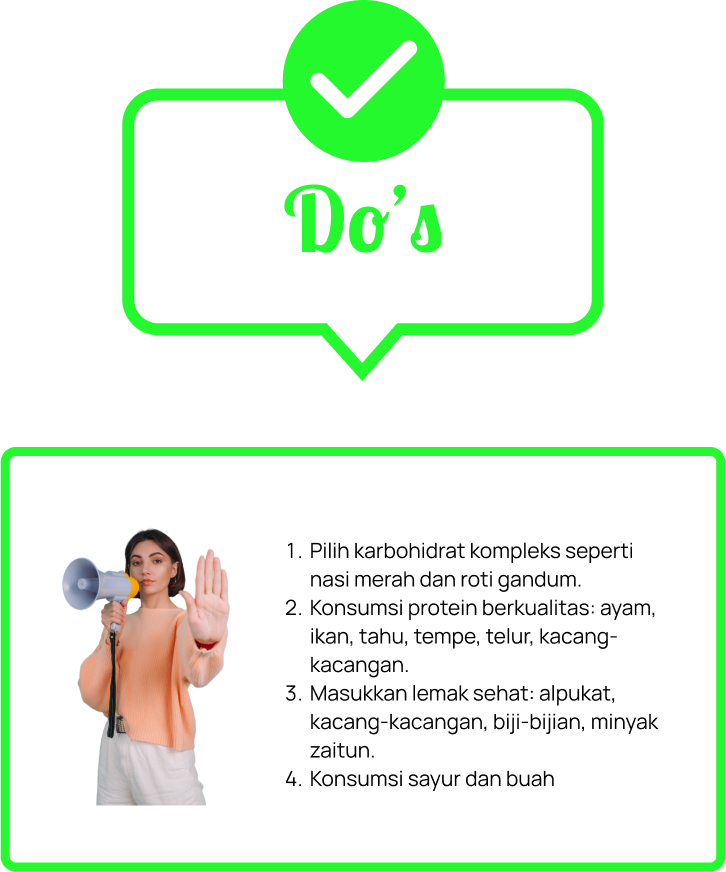 Do's
1. Pilih karbohidrat kompleks seperti
nasi merah dan roti gandum.
2. Konsumsi protein berkualitas: ayam,
ikan, tahu, tempe, telur, kacang-
kacangan.
3. Masukkan lemak sehat: alpukat,
kacang-kacangan, biji-bijian, minyak
zaitun.
4. Konsumsi sayur dan buah